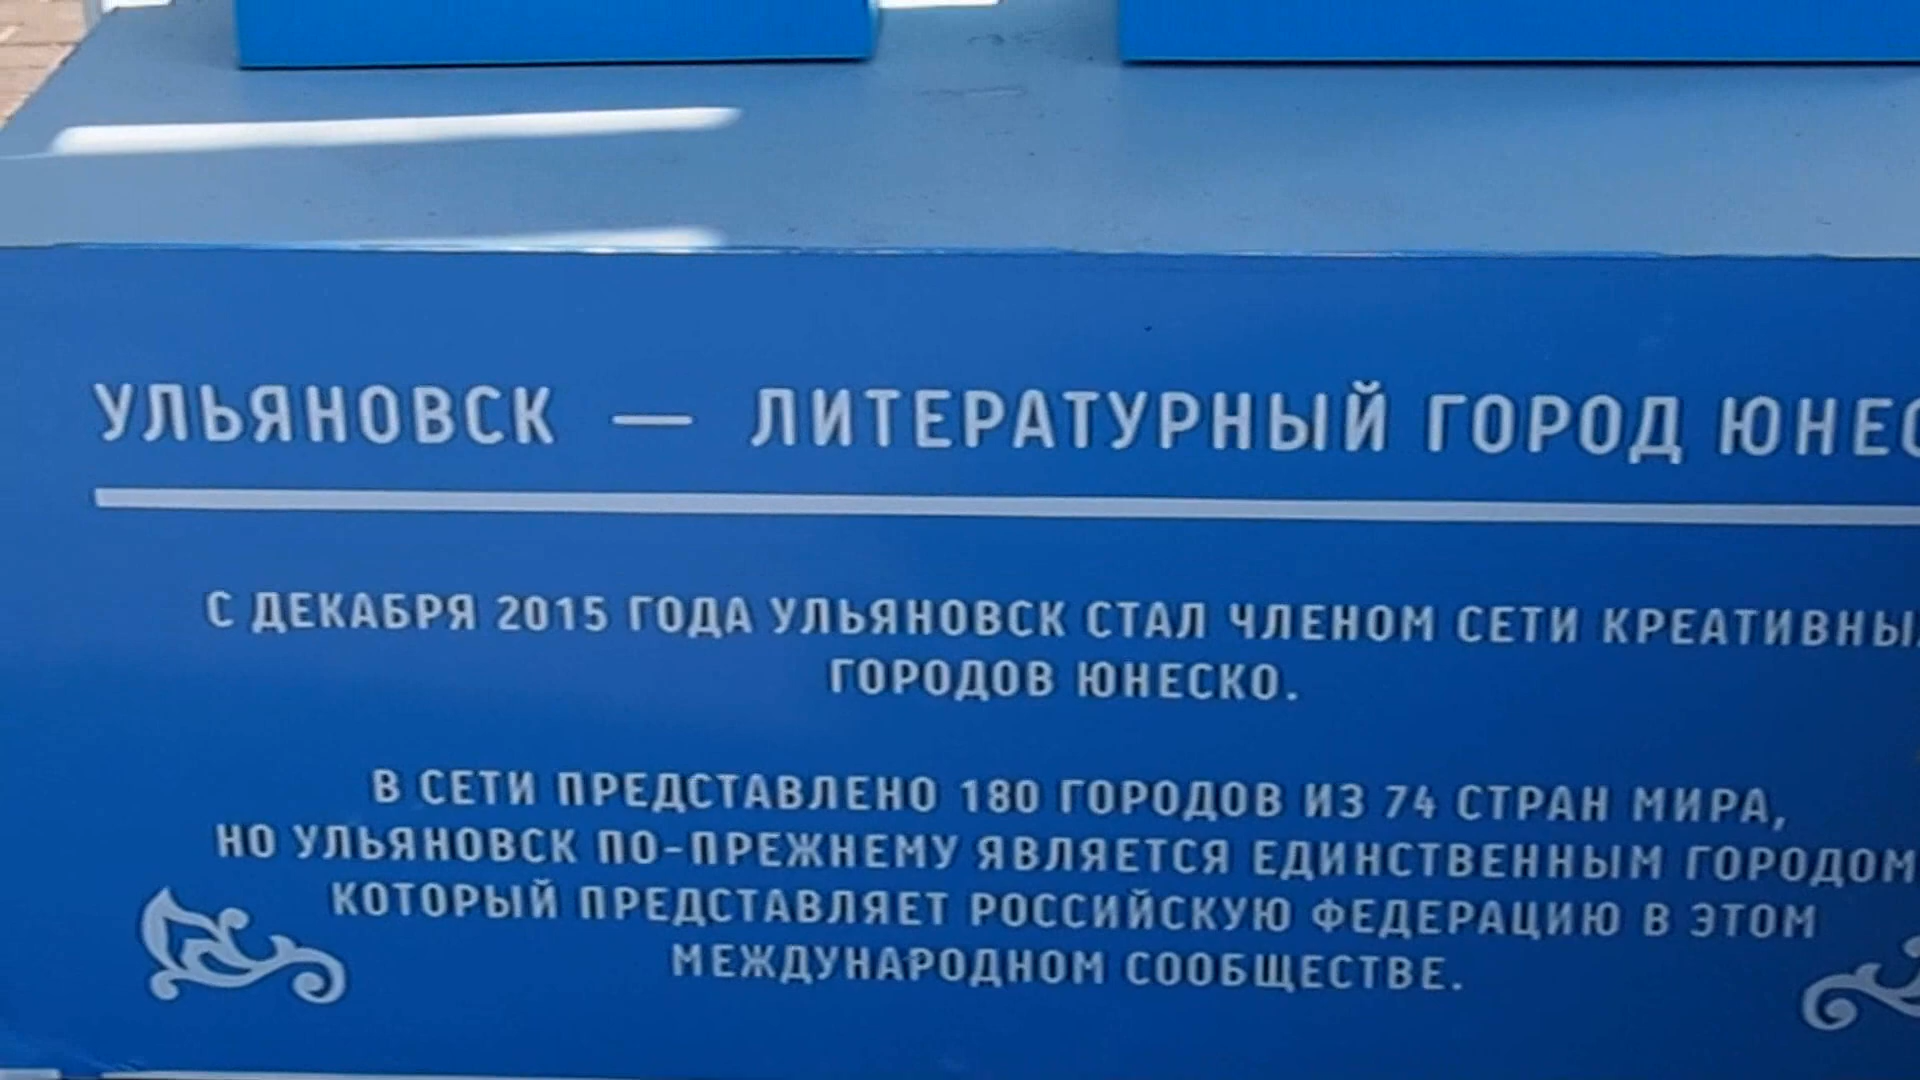 УЛЬЯНОВСК — ЛИТЕРАТУРНЫЙ ГОРОД
С ДЕКАБРЯ 2015 ГОДА УЛЬЯНОВСК СТАЛ ЧЛЕНОМ СЕТИ КРЕАТИВНЫ
ГОРОДОВ ЮНЕСКО.
В СЕТИ ПРЕДСТАВЛЕНО 180 ГОРОДОВ ИЗ 74 СТРАН МИРА,
НО УЛЬЯНОВСК ПО-ПРЕЖНЕМУ ЯВЛЯЕТСЯ ЕДИНСТВЕННЫМ ГОРОДОМ
КОТОРЫЙ ПРЕДСТАВЛЯЕТ РОССИЙСКУЮ ФЕДЕРАЦИЮ В ЭТОМ
МЕЖДУНАРОДНОМ СООБЩЕСТВЕ.